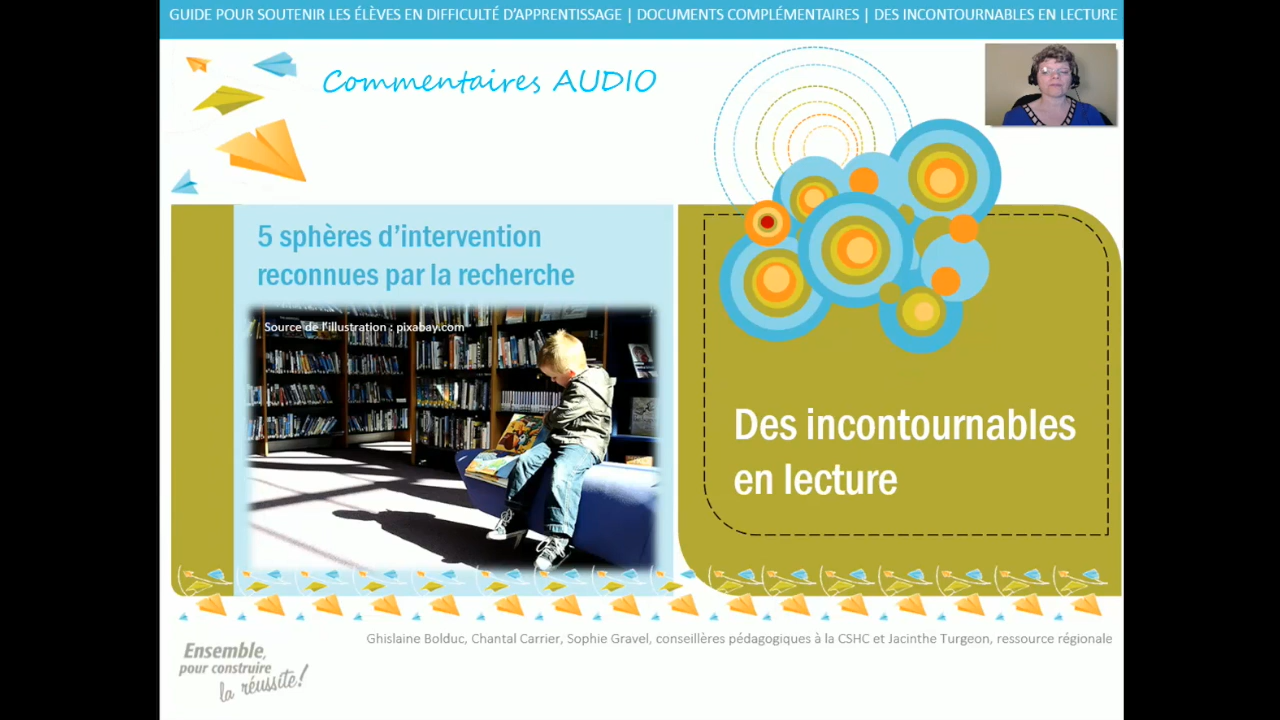 GUIDE POUR SOUTENIR LES ÉLÈVES EN DIFFICULTÉ D'APPRENTISSAGE | DOCUMENTS COMPLÉMENTAIRES | DES INCONTOURNABLES EN LECTURE
Commentaires AUDIO
5 sphères d'intervention
reconnues par la recherche
Source de l'illustration : pixabay.com
Des incontournables
en lecture
Ghislaine Bolduc, Chantal Carrier, Sophie Gravel, conseillères pédagogiques à la CSHC et Jacinthe Turgeon, ressource régionale
Ensemble,
pour construire
la réussite!